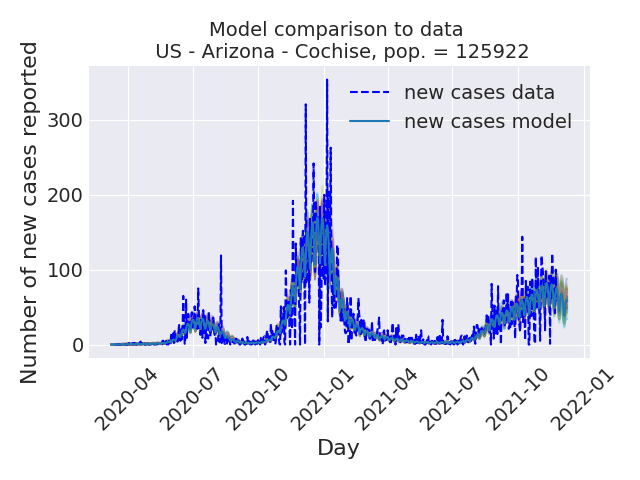 Model comparison to data
US - Arizona - Cochise, pop. = 125922
Number of new cases reported
300
200
100
0
new cases data
new cases model
2020-04
2020-07
2020-10
2021-01
2021-04
2021-07
2021-10
2022-01
Day